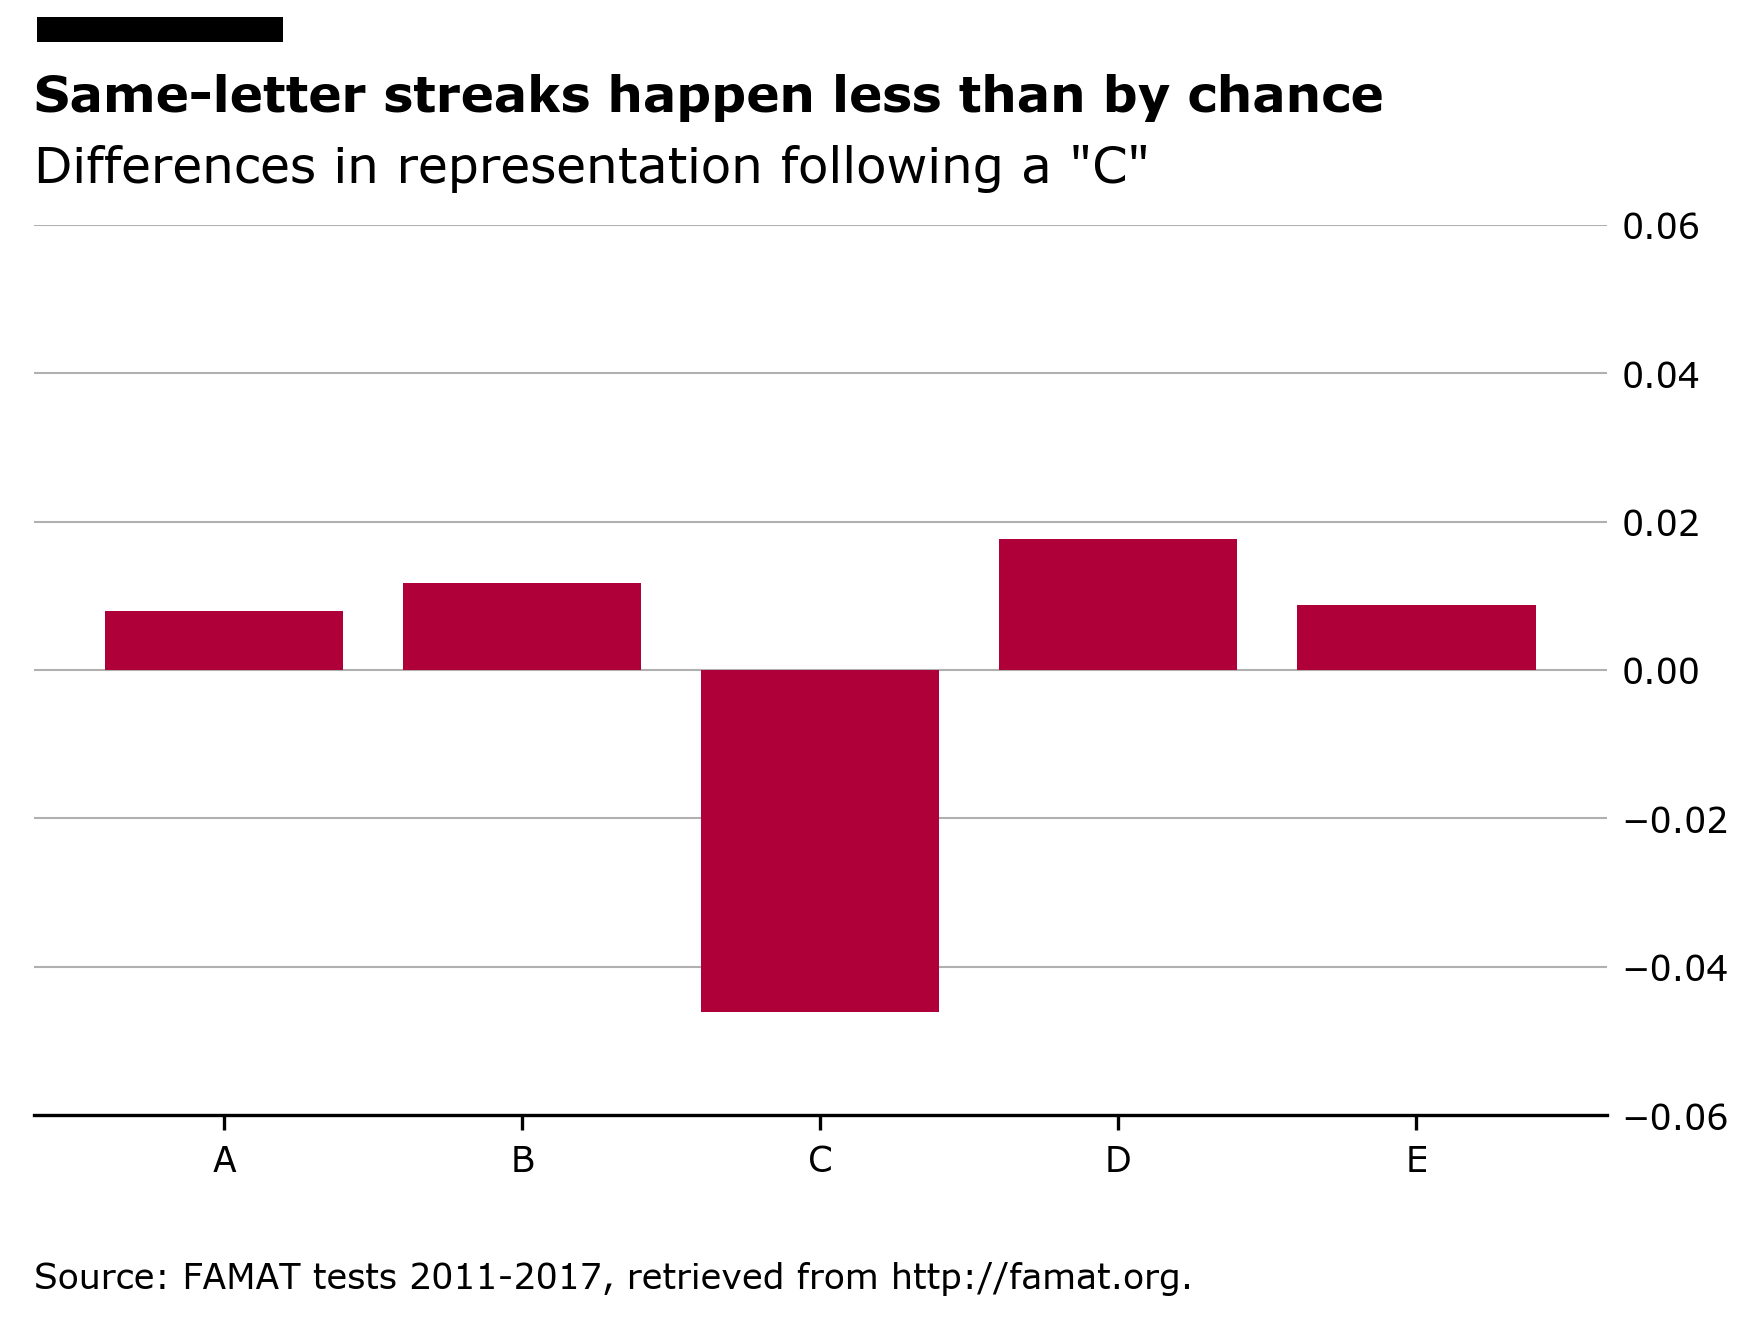 Same-letter streaks happen less than by chance
Differences in representation following a "C"
0.06
0.04
0.02
0.00
−0.02
−0.04
−0.06
A B C D E
Source: FAMAT tests 2011-2017, retrieved from http://famat.org.